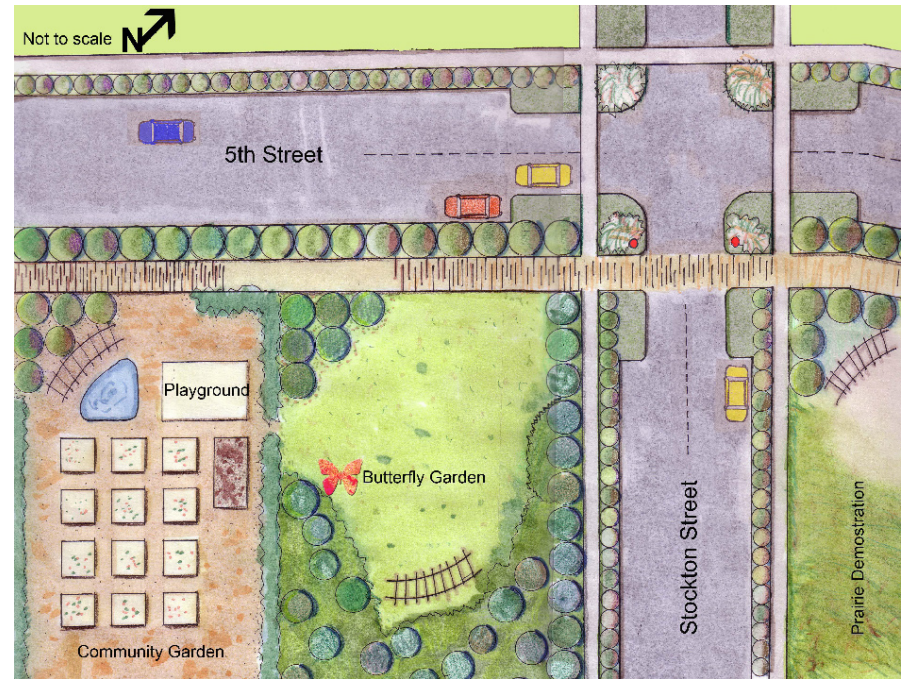 Not to scale N
5th Street
Playground
Butterfly Garden
Stockton Street
Prairie Demostration
Community Garden